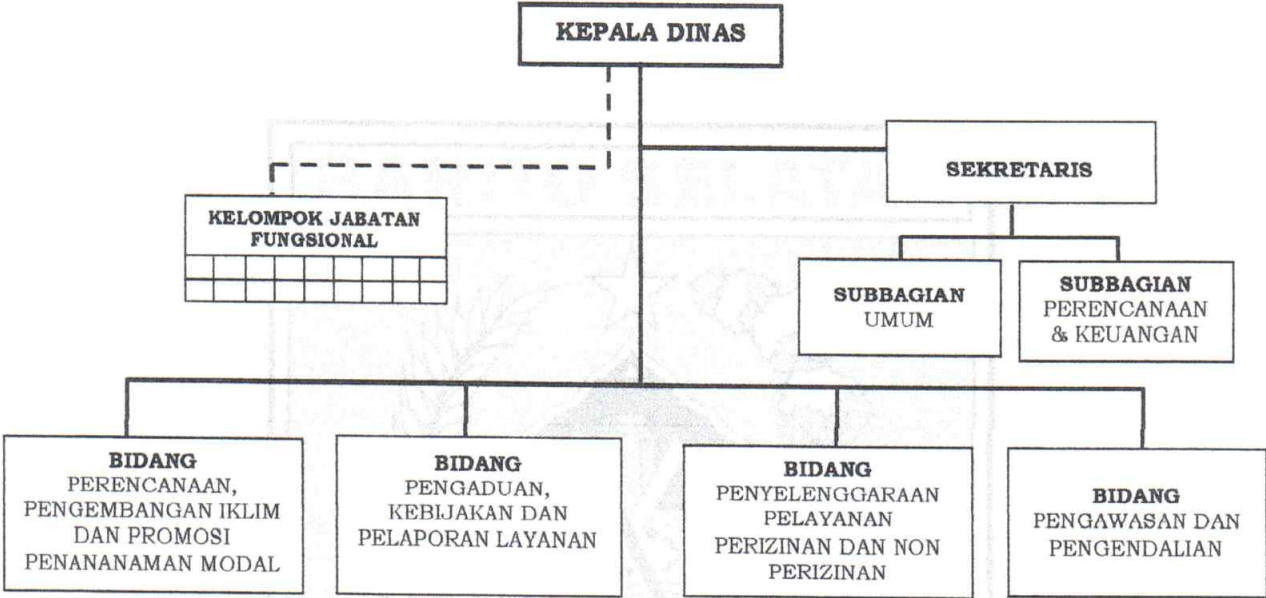 KEPALA DINAS
SEKRETARIS
KELOMPOK JABATAN
FUNGSIONAL
SUBBAGIAN
UMUM
SUBBAGIAN
PERENCANAAN
& KEUANGAN
BIDANG
PERENCANAAN,
PENGEMBANGAN IKLIM
DAN PROMOSI
PENANANAMAN MODAL
BIDANG
PENGADUAN,
KEBIJAKAN DAN
PELAPORAN LAYANAN
BIDANG
PENYELENGGARAAN
PELAYANAN
PERIZINAN DAN NON
PERIZINAN
BIDANG
PENGAWASAN DAN
PENGENDALIAN